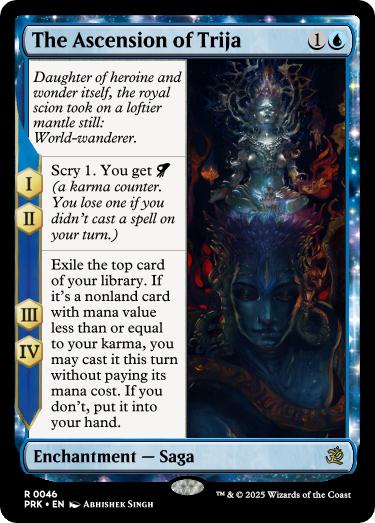 The Ascension of Trija
1
Daughter of heroine and
wonder itself, the royal
scion took on a loftier
mantle still:
World-wanderer.
I
II
Scry 1. You get
(a karma counter.
You lose one if you
didn't cast a spell on
your turn.)
III
IV
Exile the top card
of your library. If
it's a nonland card
with mana value
less than or equal
to your karma, you
may cast it this turn
without paying its
mana cost. If you
don't, put it into
your hand.
Enchantment — Saga
R 0046
PRK • EN ABHISHEK SINGH
™ & © 2025 Wizards of the Coast